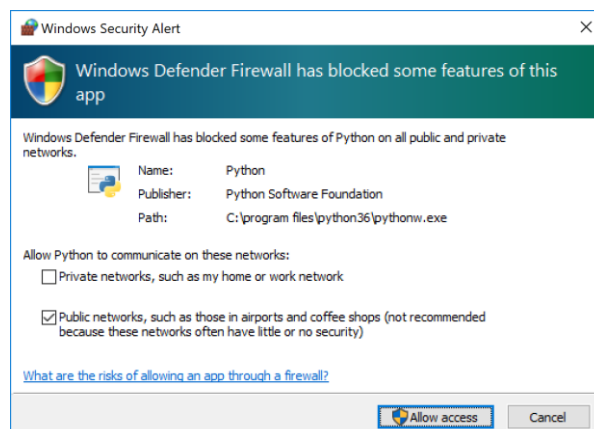 Windows Security Alert
Windows Defender Firewall has blocked some features of this
app
Windows Defender Firewall has blocked some features of Python on all public and private
networks.
Name: Python
Publisher: Python Software Foundation
Path: C:\program files\python36\pythonw.exe
Allow Python to communicate on these networks:
Private networks, such as my home or work network
Public networks, such as those in airports and coffee shops (not recommended
because these networks often have little or no security)
What are the risks of allowing an app through a firewall?
Allow access Cancel